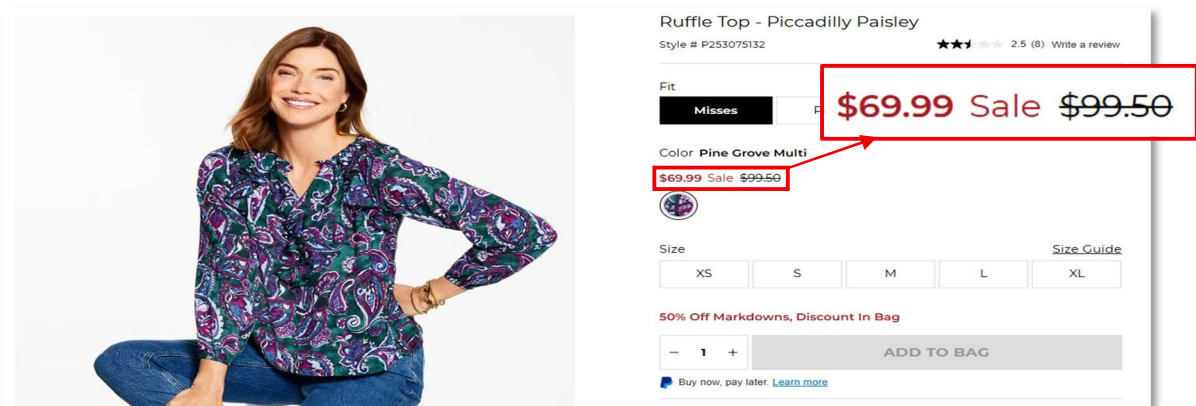 Ruffle Top - Piccadilly Paisley
Style # P253075132
2.5 (8) Write a review
Fit
Misses
P
$69.99 Sale $99.50
Color Pine Grove Multi
$69.99 Sale $99.50
Size Size Guide
XS S M L XL
50% Off Markdowns, Discount In Bag
− 1 + ADD TO BAG
Buy now, pay later. Learn more